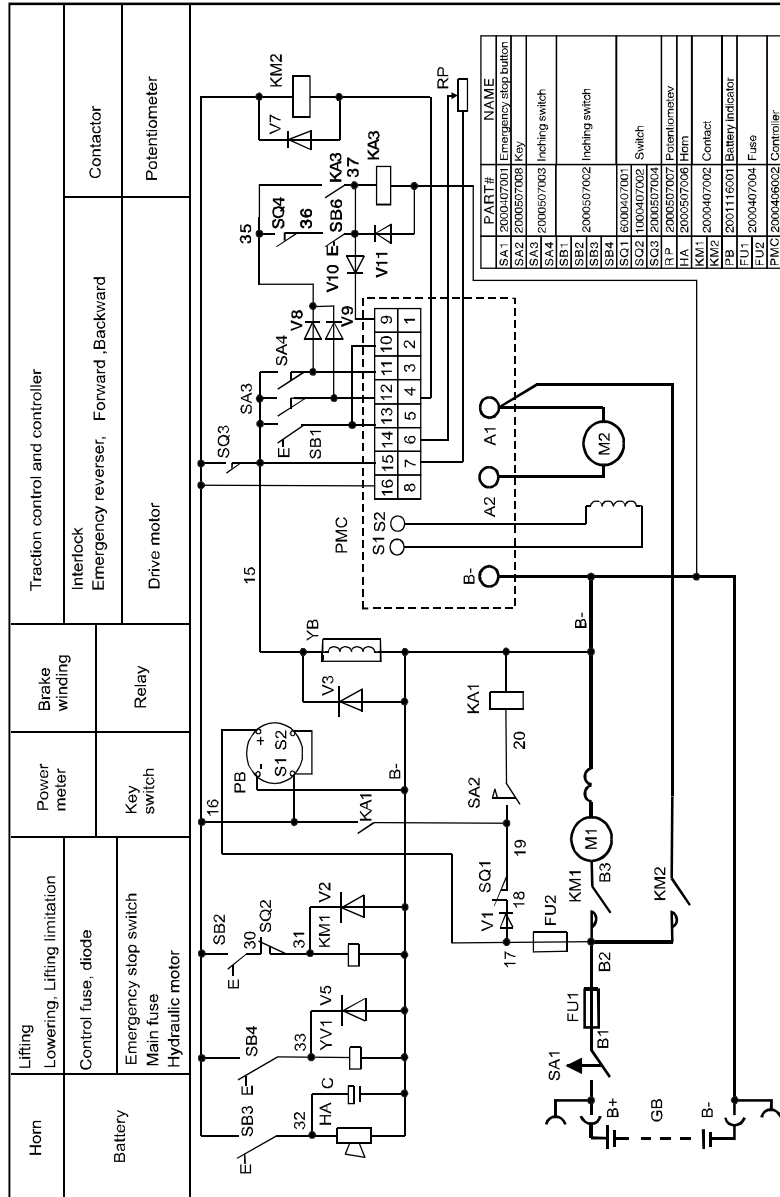 Horn
Lifting
Lowering, Lifting limitation
Power
meter
Brake
winding
Traction control and controller
Battery
Control fuse, diode
Emergency stop switch
Main fuse
Hydraulic motor
Key
switch
Relay
Interlock
Emergency reverser, Forward ,Backward
Drive motor
Contactor
Potentiometer
SB3
E
32
HA
C
SB4
E
33
YV1
V5
SB2
E
30
SQ2
31
KM1
V2
16
PB
-
+
S1
S2
KA1
B-
V3
YB
15
SQ3
SB1
E
SA3
SA4
V8
V9
35
SQ4
36
E
SB6
V10
V11
KA3
37
KA3
V7
KM2
RP
16 15 14 13 12 11 10 9
8 7 6 5 4 3 2 1
PMC
S1 S2
B-
A2
A1
M2
17
V1
18
SQ1
19
SA2
20
KA1
FU2
SA1
B1
FU1
B2
KM1
B3
M1
B-
KM2
B+
GB
B-
PART# NAME
SA1 2000407001 Emergency stop button
SA2 2000507008 Key
SA3 2000507003 Inching switch
SA4
SB1 2000507002 Inching switch
SB2
SB3
SB4
SQ1 6000407001 Switch
SQ2 1000407002
SQ3 2000507004
RP 2000507007 Potentiometev
HA 2000507006 Horn
KM1 2000407002 Contact
KM2
PB 2001116001 Battery indicator
FU1 2000407004 Fuse
FU2
PMC 2000406002 Controller